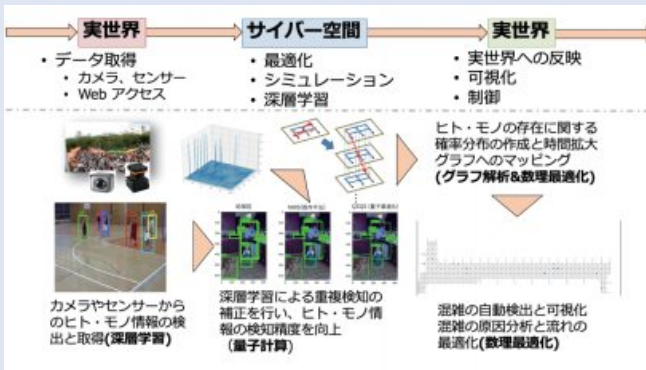 実世界
サイバー空間
実世界
• データ取得
• カメラ、センサー
• Web アクセス
• 最適化
• シミュレーション
• 深層学習
• 実世界への反映
• 可視化
• 制御
カメラやセンサーから
のヒト・モノ情報の検
出と取得(深層学習)
深層学習による重複検知の
補正を行い、ヒト・モノ情
報の検知精度を向上
(量子計算)
ヒト・モノの存在に関する
確率分布の作成と時間拡大
グラフへのマッピング
(グラフ解析&数理最適化)
混雑の自動検出と可視化
混雑の原因分析と流れの
最適化(数理最適化)